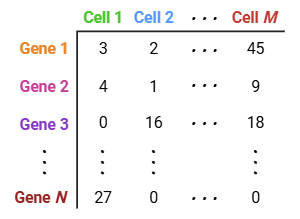 Cell 1 Cell 2 ··· Cell M
Gene 1 3 2 ··· 45
Gene 2 4 1 ··· 9
Gene 3 0 16 ··· 18
⋮ ⋮ ⋮ ⋮
Gene N 27 0 ··· 0